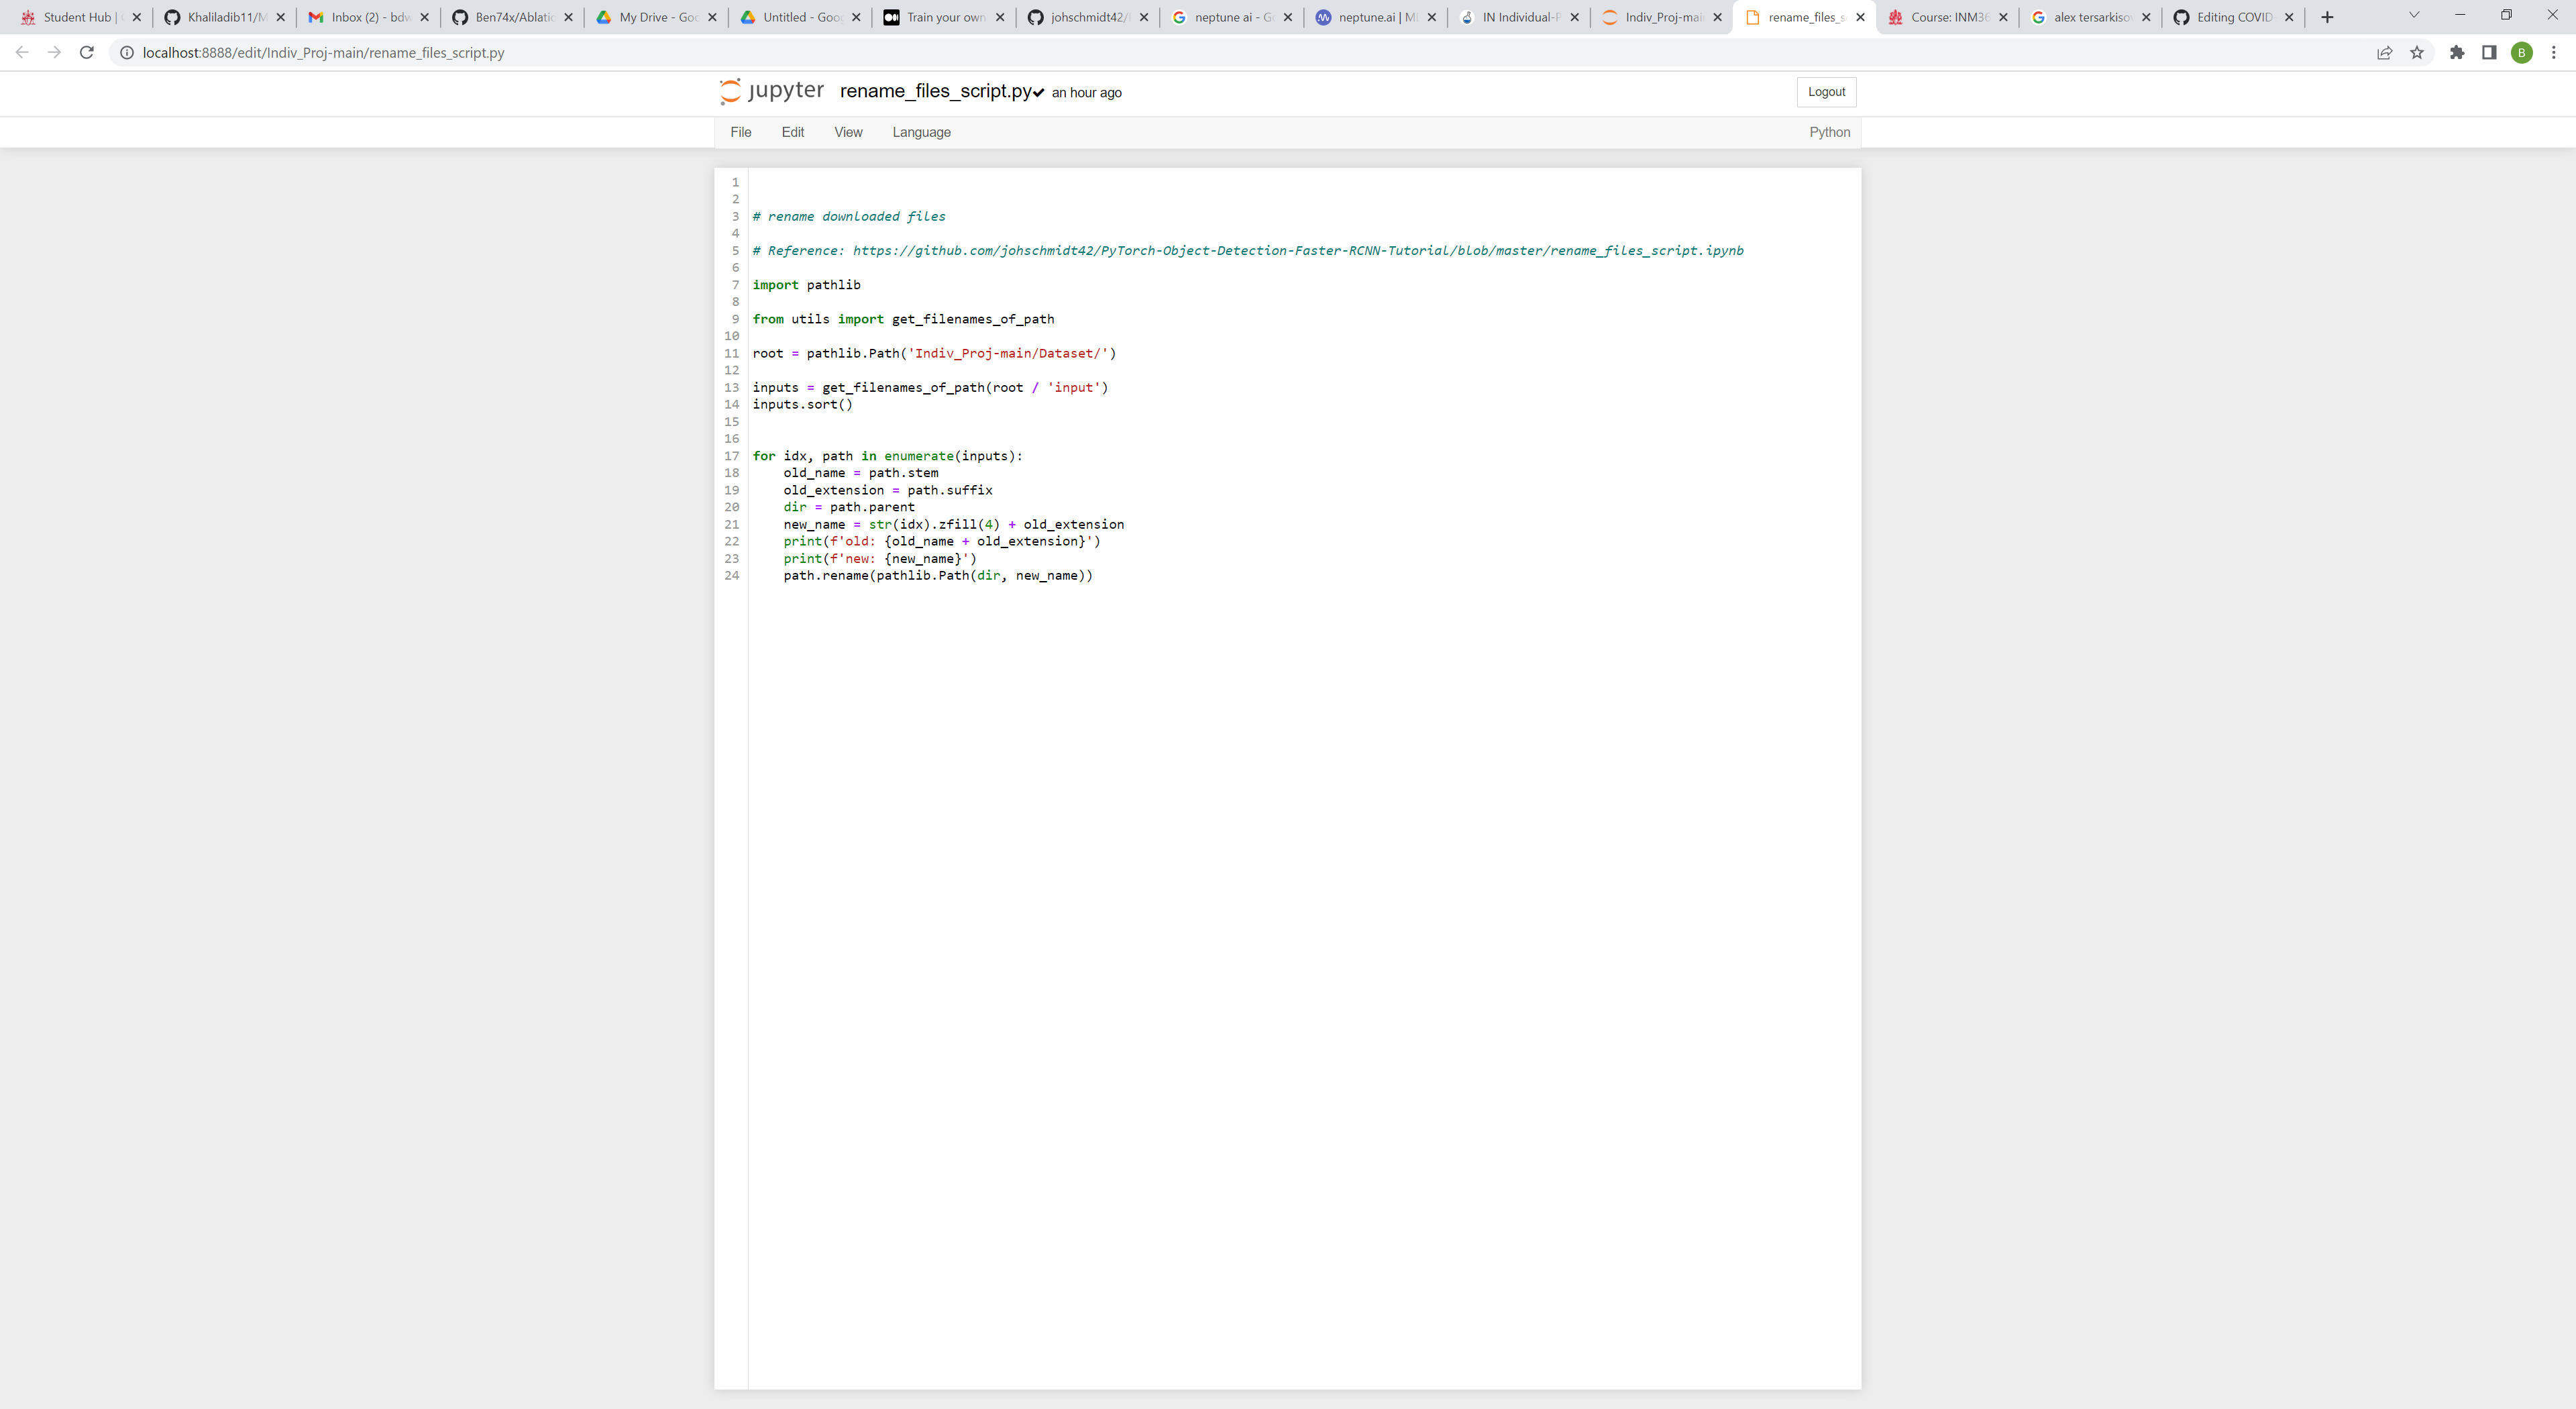 Student Hub |
Khaliladib11/M
Inbox (2) - bdw
Ben74x/Ablatio
My Drive - Goo
Untitled - Goog
Train your own
johschmidt42/
neptune ai - Go
neptune.ai | M
IN Individual-P
Indiv_Proj-main
rename_files_s
Course: INM36
alex tersarkisov
Editing COVID
localhost:8888/edit/Indiv_Proj-main/rename_files_script.py
B
jupyter rename_files_script.py✔ an hour ago
Logout
File Edit View Language
Python
1
2
3 # rename downloaded files
4
5 # Reference: https://github.com/johschmidt42/PyTorch-Object-Detection-Faster-RCNN-Tutorial/blob/master/rename_files_script.ipynb
6
7 import pathlib
8
9 from utils import get_filenames_of_path
10
11 root = pathlib.Path('Indiv_Proj-main/Dataset/')
12
13 inputs = get_filenames_of_path(root / 'input')
14 inputs.sort()
15
16
17 for idx, path in enumerate(inputs):
18     old_name = path.stem
19     old_extension = path.suffix
20     dir = path.parent
21     new_name = str(idx).zfill(4) + old_extension
22     print(f'old: {old_name + old_extension}')
23     print(f'new: {new_name}')
24     path.rename(pathlib.Path(dir, new_name))